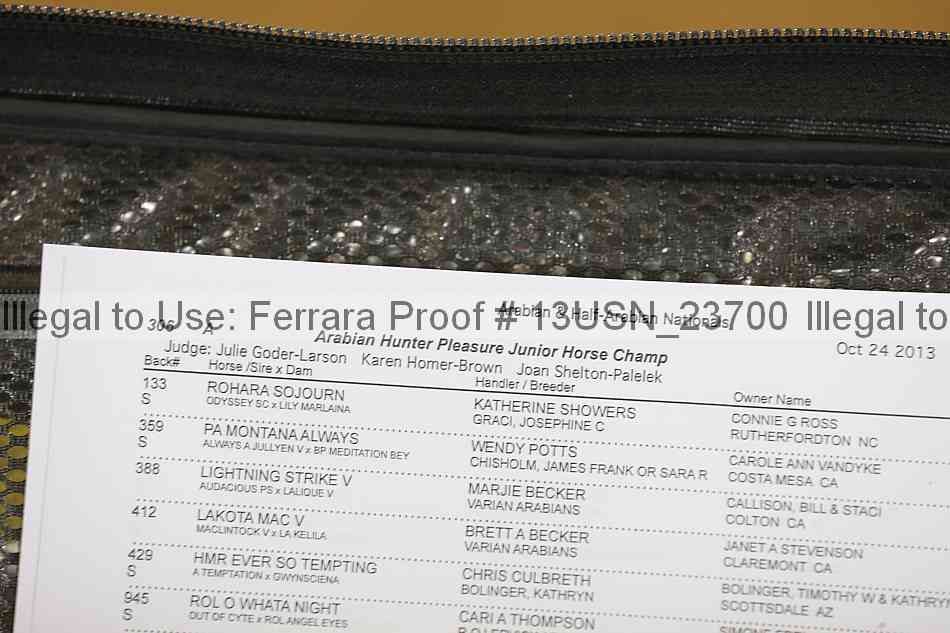 Arabian & Half-Arabian Nationals
Illegal to Use: Ferrara Proof # 13USN_23700 Illegal to
306 A Oct 24 2013
Arabian Hunter Pleasure Junior Horse Champ
Judge: Julie Goder-Larson Karen Homer-Brown Joan Shelton-Palelek
Back# Horse /Sire x Dam Handler / Breeder Owner Name
133 ROHARA SOJOURN KATHERINE SHOWERS CONNIE G ROSS
S ODYSSEY SC x LILY MARLAINA GRACI, JOSEPHINE C RUTHERFORDTON NC
359 PA MONTANA ALWAYS WENDY POTTS CAROLE ANN VANDYKE
S ALWAYS A JULLYEN V x BP MEDITATION BEY CHISHOLM, JAMES FRANK OR SARA R COSTA MESA CA
388 LIGHTNING STRIKE V MARJIE BECKER CALLISON, BILL & STACI
AUDACIOUS PS x LALIQUE V VARIAN ARABIANS COLTON CA
412 LAKOTA MAC V BRETT A BECKER JANET A STEVENSON
MACLINTOCK V x LA KELILA VARIAN ARABIANS CLAREMONT CA
429 HMR EVER SO TEMPTING CHRIS CULBRETH BOLINGER, TIMOTHY W & KATHRYN
S A TEMPTATION x GWYNSCIENA BOLINGER, KATHRYN SCOTTSDALE AZ
945 ROL O WHATA NIGHT CARI A THOMPSON
S OUT OF CYTE x ROL ANGEL EYES